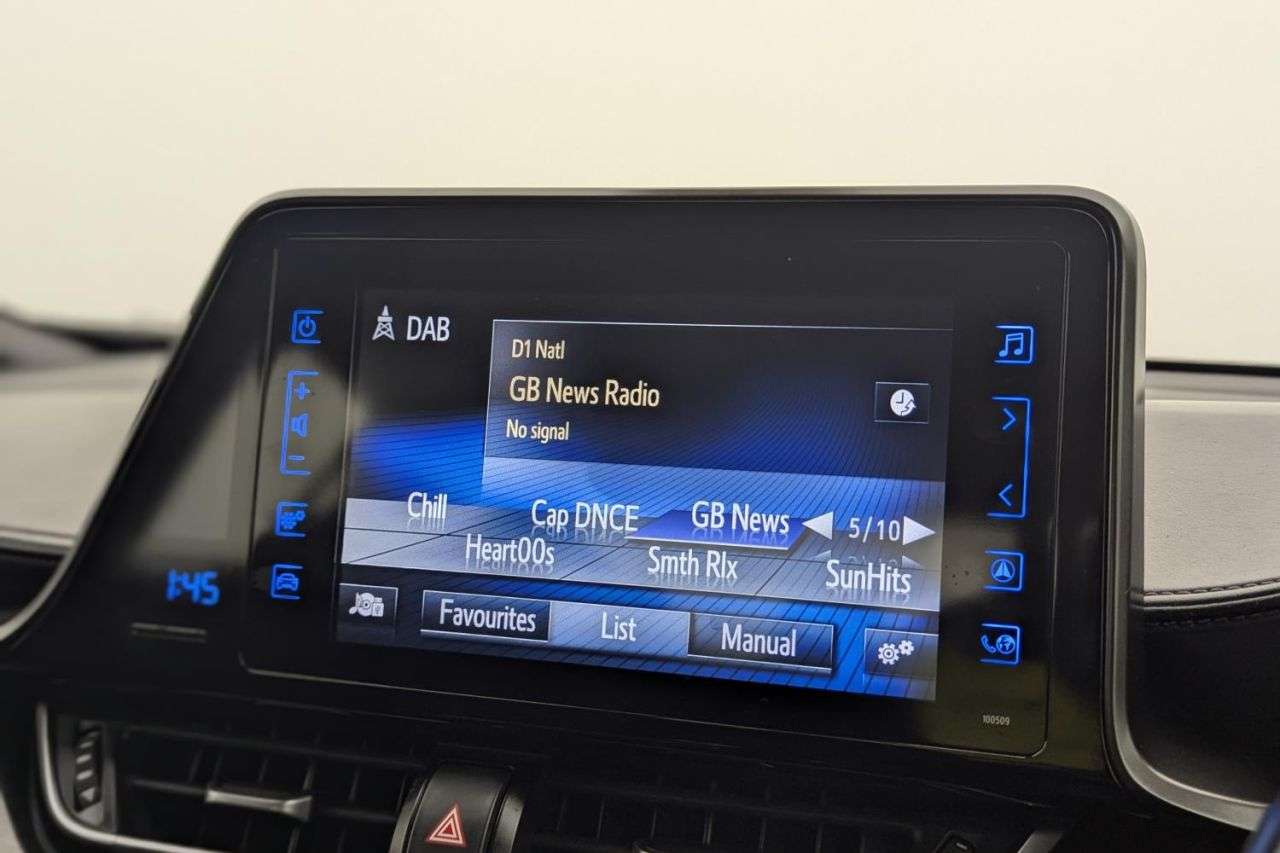 DAB
D1 Natl
GB News Radio
No signal
Chill Cap DNCE GB News 5/10
Heart00s Smth Rlx SunHits
Favourites List Manual
1:45
100509